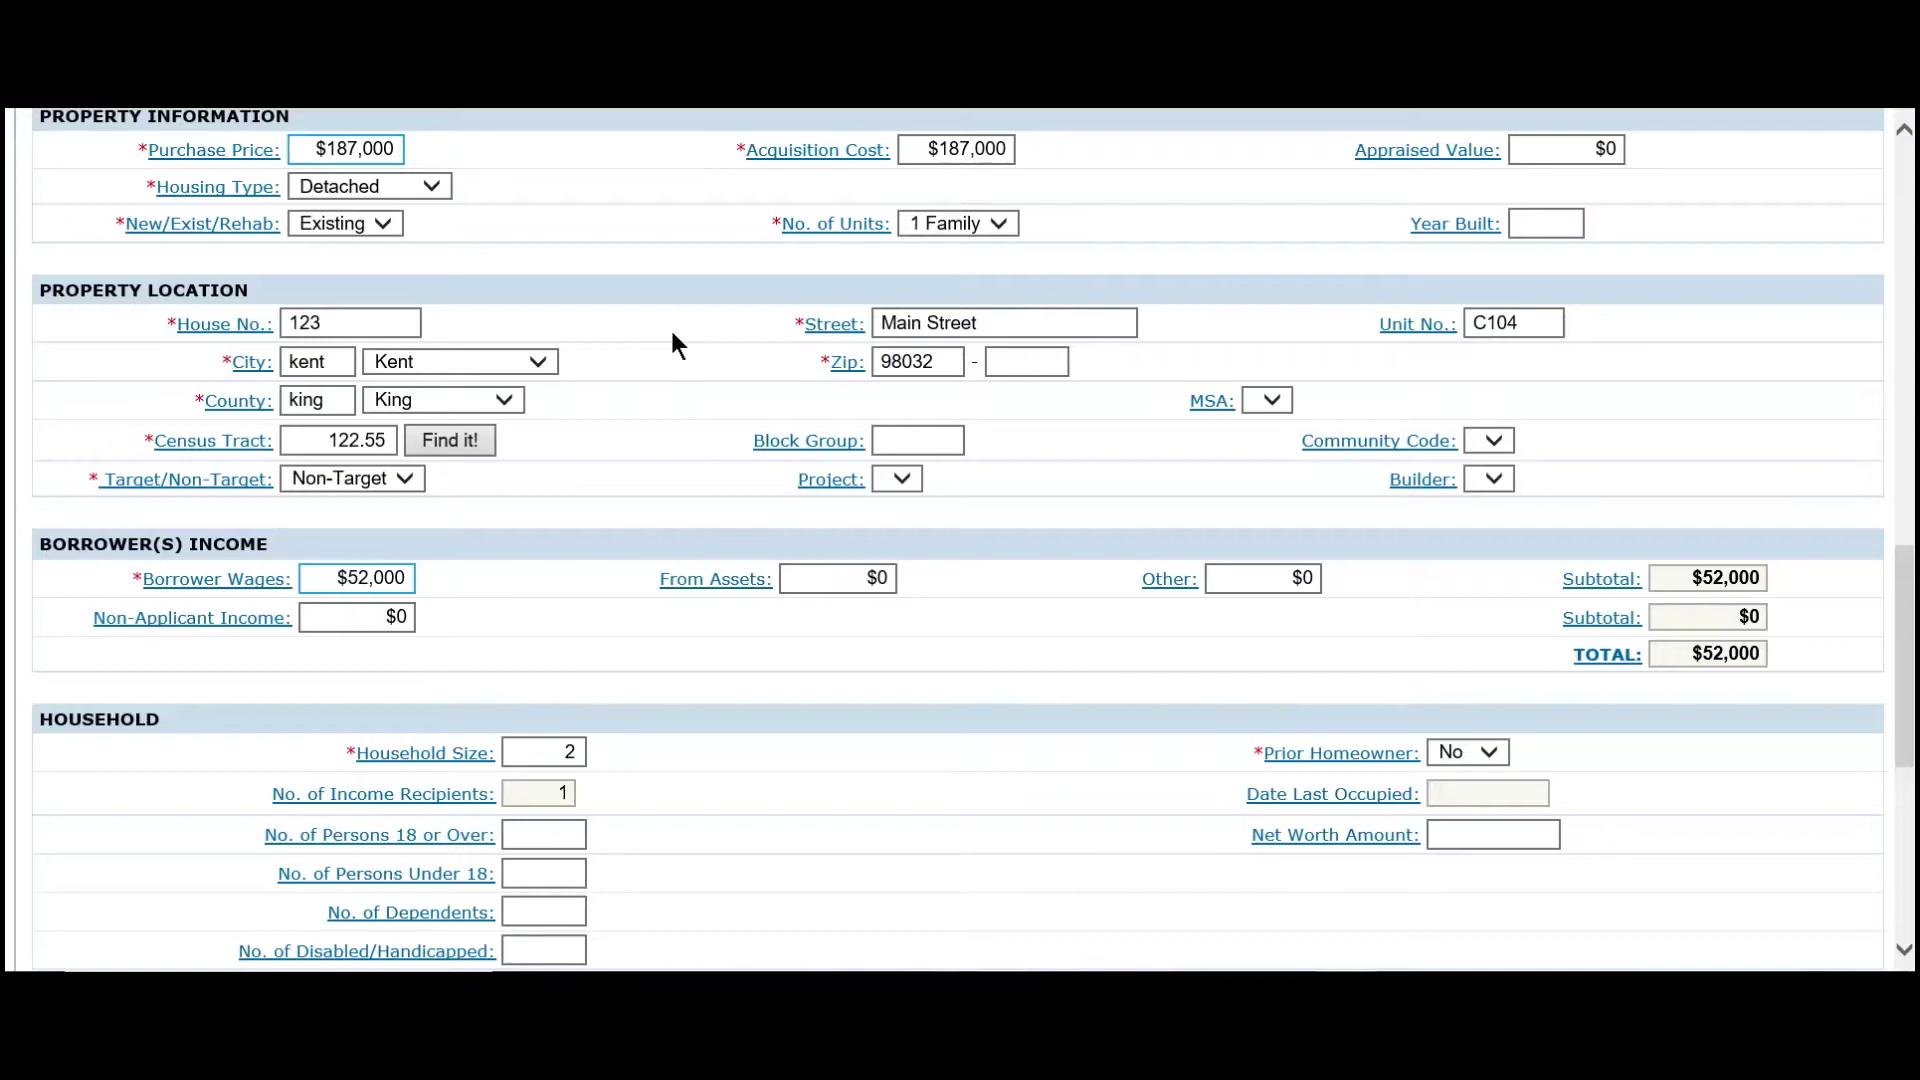 PROPERTY INFORMATION
*Purchase Price: $187,000 *Acquisition Cost: $187,000 Appraised Value: $0
*Housing Type: Detached
*New/Exist/Rehab: Existing *No. of Units: 1 Family Year Built:
PROPERTY LOCATION
*House No.: 123 *Street: Main Street Unit No.: C104
*City: kent Kent *Zip: 98032 -
*County: king King MSA:
*Census Tract: 122.55 Find it! Block Group: Community Code:
* Target/Non-Target: Non-Target Project: Builder:
BORROWER(S) INCOME
*Borrower Wages: $52,000 From Assets: $0 Other: $0 Subtotal: $52,000
Non-Applicant Income: $0 Subtotal: $0
TOTAL: $52,000
HOUSEHOLD
*Household Size: 2 *Prior Homeowner: No
No. of Income Recipients: 1 Date Last Occupied:
No. of Persons 18 or Over: Net Worth Amount:
No. of Persons Under 18:
No. of Dependents:
No. of Disabled/Handicapped: